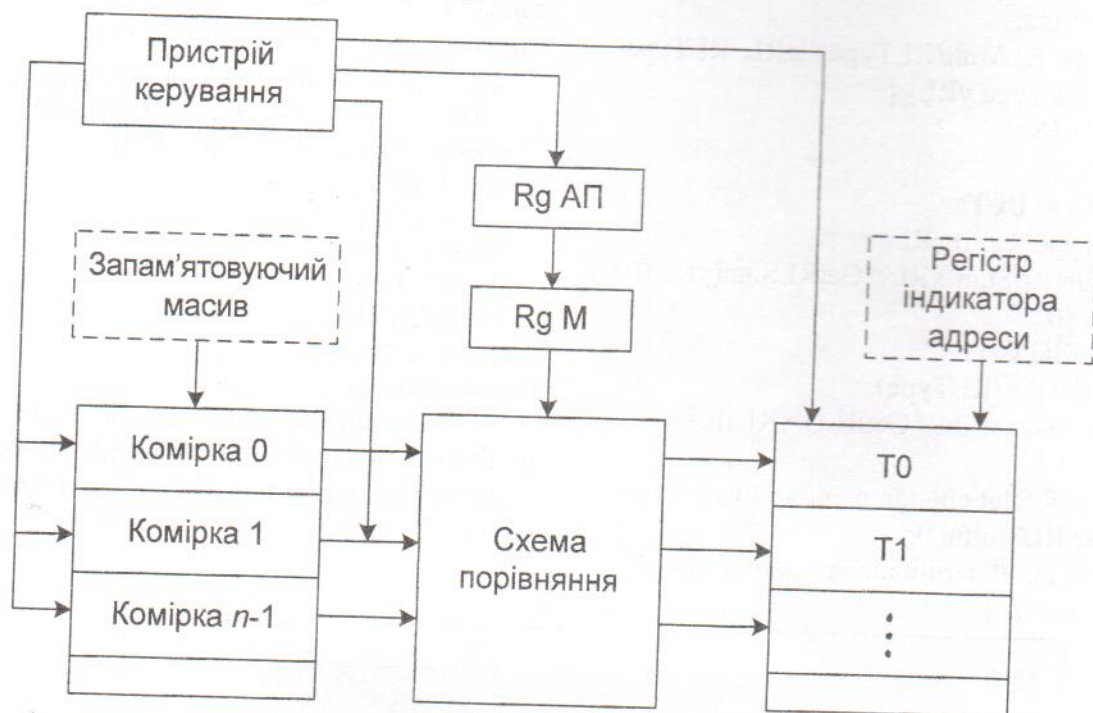 Пристрій
керування
Rg АП
Запам'ятовуючий
масив
Rg М
Регістр
індикатора
адреси
Комірка 0
Комірка 1
Комірка n-1
Схема
порівняння
T0
T1